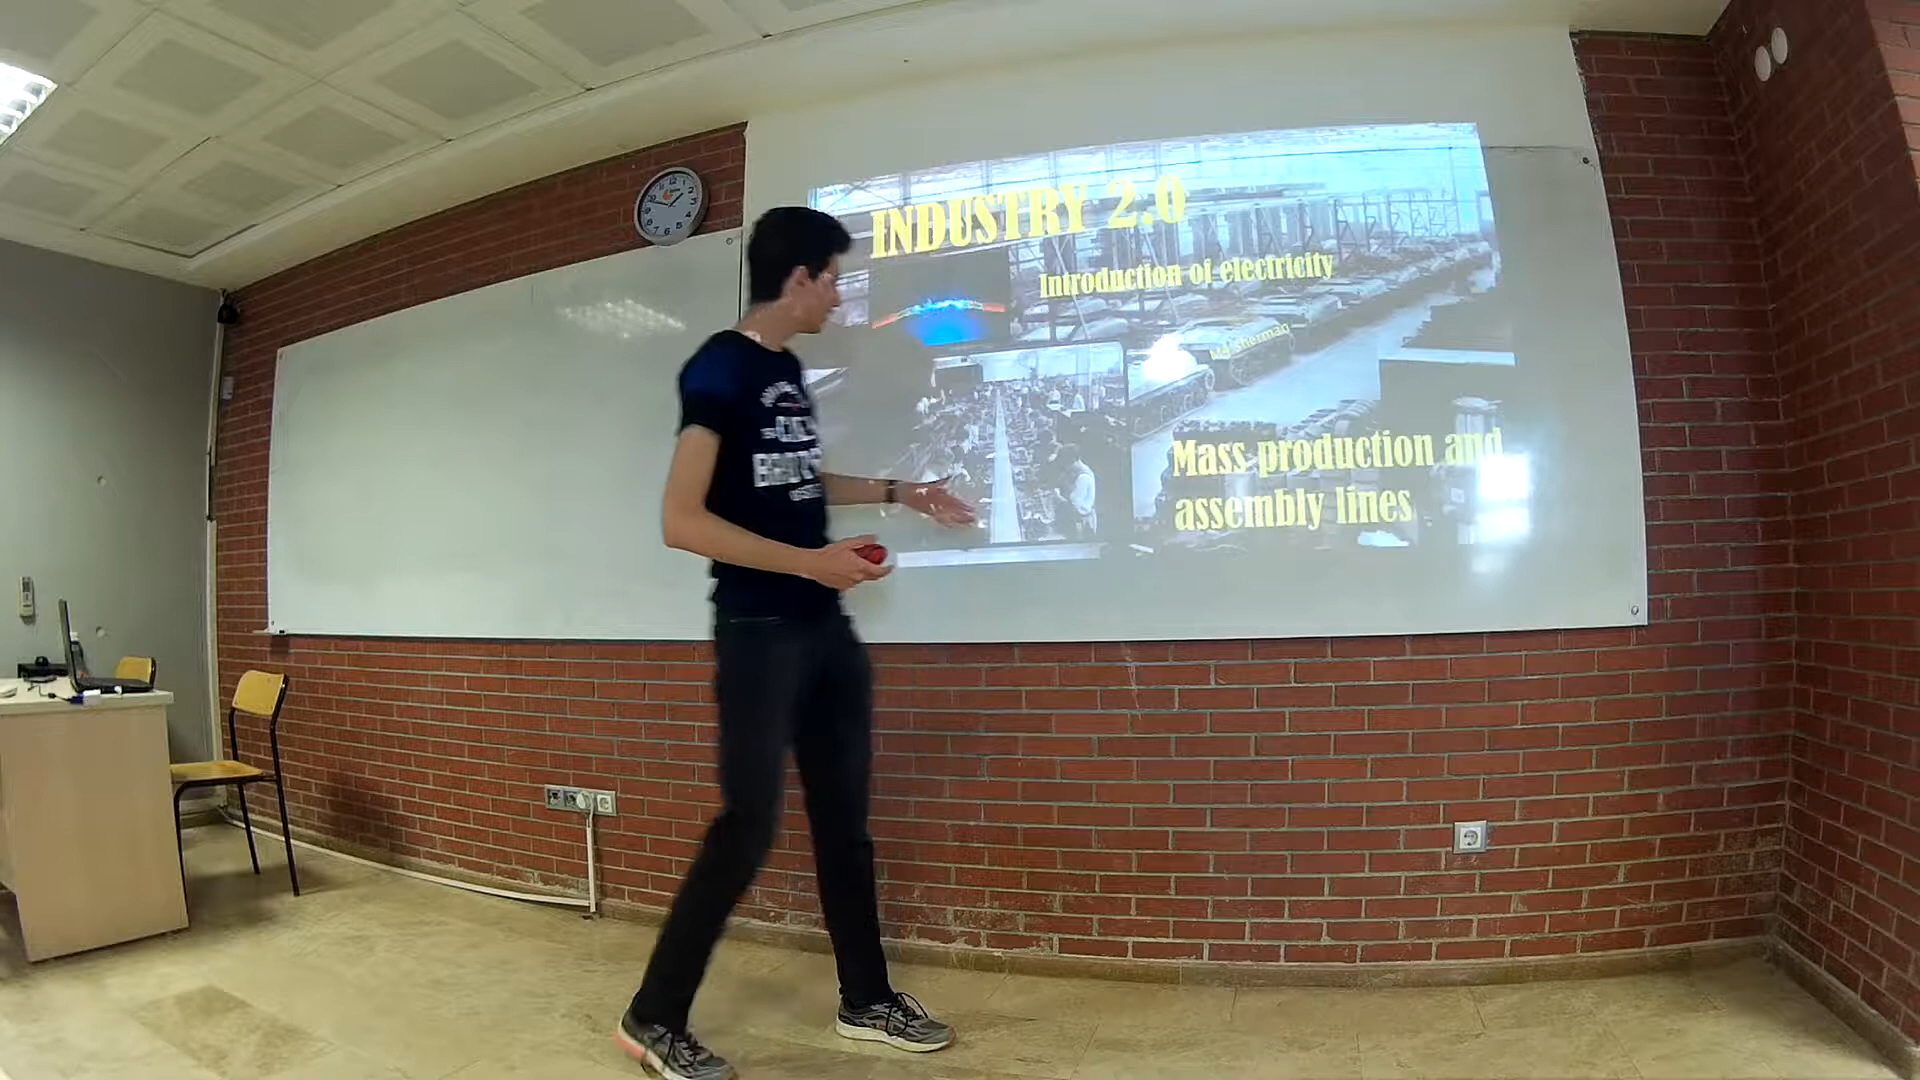 INDUSTRY 2.0
Introduction of electricity
M4 Sherman
Mass production and
assembly lines